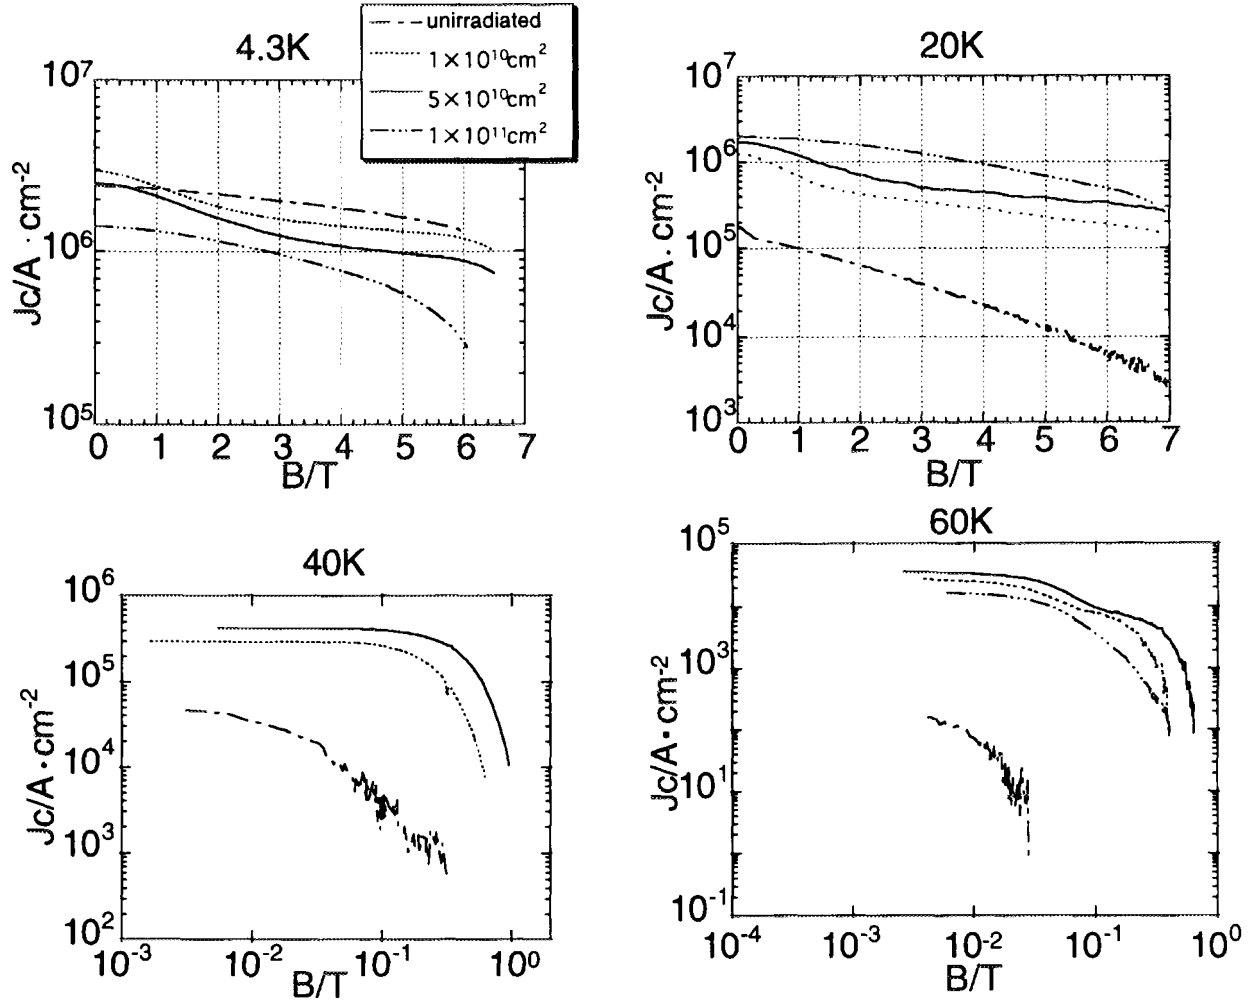 4.3K
unirradiated
1×10¹⁰cm²
5×10¹⁰cm²
1×10¹¹cm²
10⁷
10⁶
10⁵
Jc/A · cm⁻²
0 1 2 3 4 5 6 7
B/T
20K
10⁷
10⁶
10⁵
10⁴
10³
Jc/A · cm⁻²
0 1 2 3 4 5 6 7
B/T
40K
10⁶
10⁵
10⁴
10³
10²
Jc/A · cm⁻²
10⁻³ 10⁻² 10⁻¹ 10⁰
B/T
60K
10⁵
10³
10¹
10⁻¹
Jc/A · cm⁻²
10⁻⁴ 10⁻³ 10⁻² 10⁻¹ 10⁰
B/T